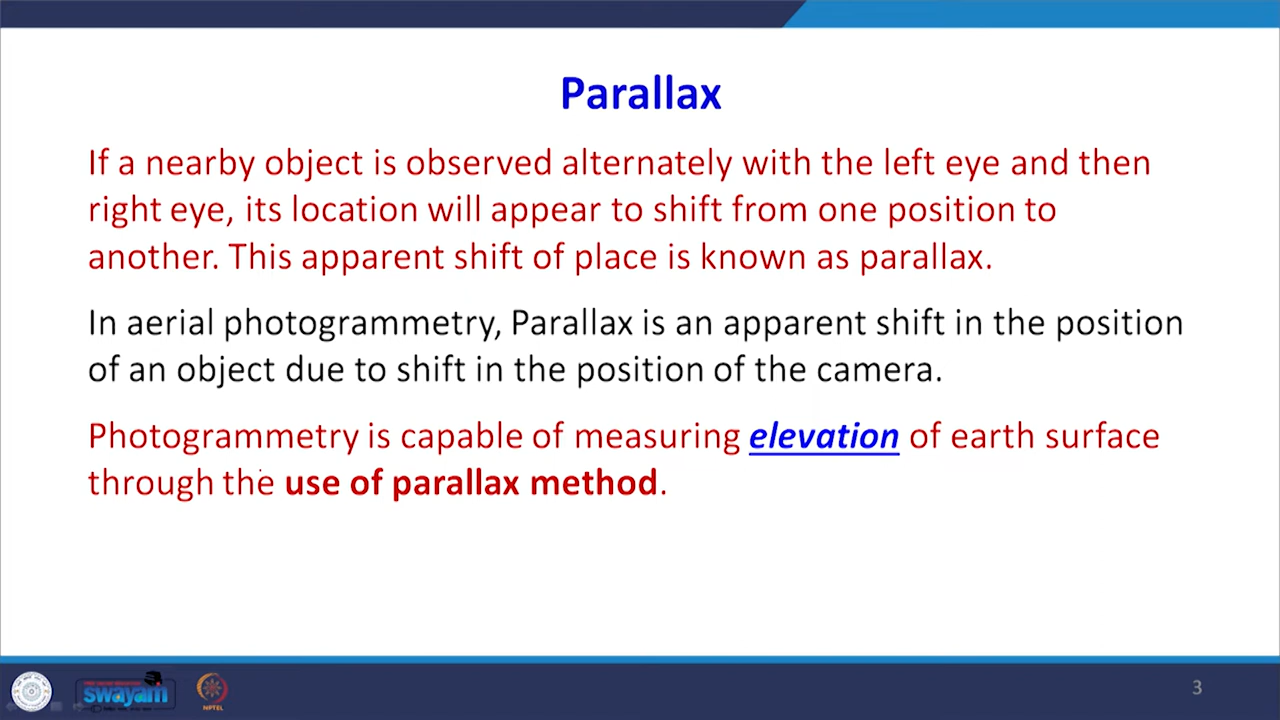 Parallax
If a nearby object is observed alternately with the left eye and then
right eye, its location will appear to shift from one position to
another. This apparent shift of place is known as parallax.
In aerial photogrammetry, Parallax is an apparent shift in the position
of an object due to shift in the position of the camera.
Photogrammetry is capable of measuring elevation of earth surface
through the use of parallax method.
swayam
NPTEL
3